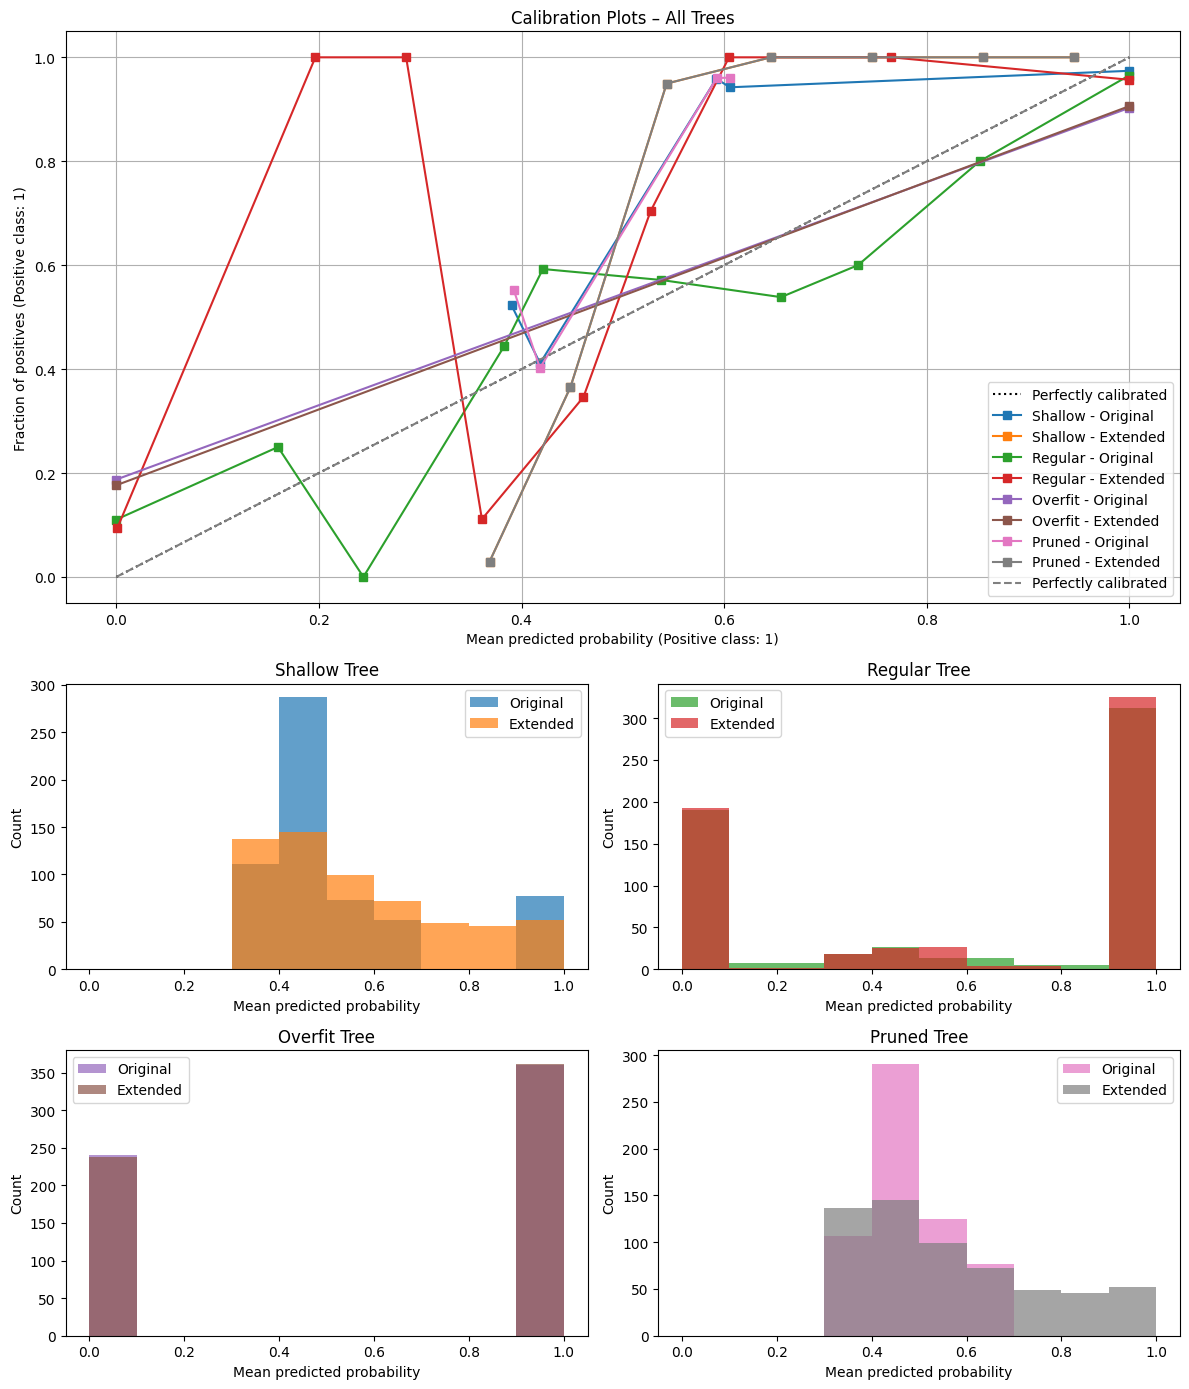 Calibration Plots – All Trees
Fraction of positives (Positive class: 1)
1.0
0.8
0.6
0.4
0.2
0.0
0.0 0.2 0.4 0.6 0.8 1.0
Mean predicted probability (Positive class: 1)
Perfectly calibrated
Shallow - Original
Shallow - Extended
Regular - Original
Regular - Extended
Overfit - Original
Overfit - Extended
Pruned - Original
Pruned - Extended
Perfectly calibrated
Shallow Tree
Count
300
250
200
150
100
50
0
Original
Extended
0.0 0.2 0.4 0.6 0.8 1.0
Mean predicted probability
Regular Tree
Count
300
250
200
150
100
50
0
Original
Extended
0.0 0.2 0.4 0.6 0.8 1.0
Mean predicted probability
Overfit Tree
Count
350
300
250
200
150
100
50
0
Original
Extended
0.0 0.2 0.4 0.6 0.8 1.0
Mean predicted probability
Pruned Tree
Count
300
250
200
150
100
50
0
Original
Extended
0.0 0.2 0.4 0.6 0.8 1.0
Mean predicted probability